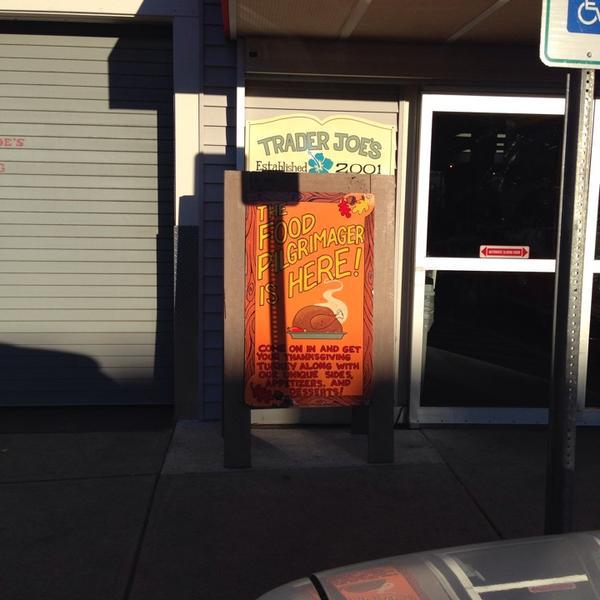 TRADER JOE'S
Established 2001
THE
FOOD
PILGRIMAGER
IS HERE!
COME ON IN AND GET
YOUR THANKSGIVING
TURKEY ALONG WITH
OUR UNIQUE SIDES,
APPETIZERS, AND
DESSERTS!
OE'S
G